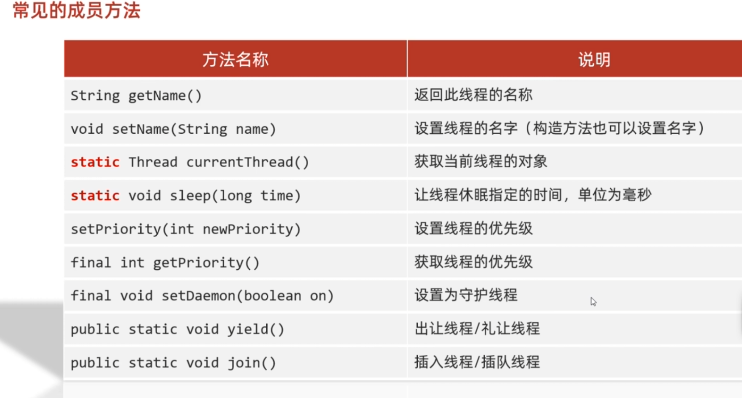 常见的成员方法
方法名称 说明
String getName() 返回此线程的名称
void setName(String name) 设置线程的名字（构造方法也可以设置名字）
static Thread currentThread() 获取当前线程的对象
static void sleep(long time) 让线程休眠指定的时间，单位为毫秒
setPriority(int newPriority) 设置线程的优先级
final int getPriority() 获取线程的优先级
final void setDaemon(boolean on) 设置为守护线程
public static void yield() 出让线程/礼让线程
public static void join() 插入线程/插队线程